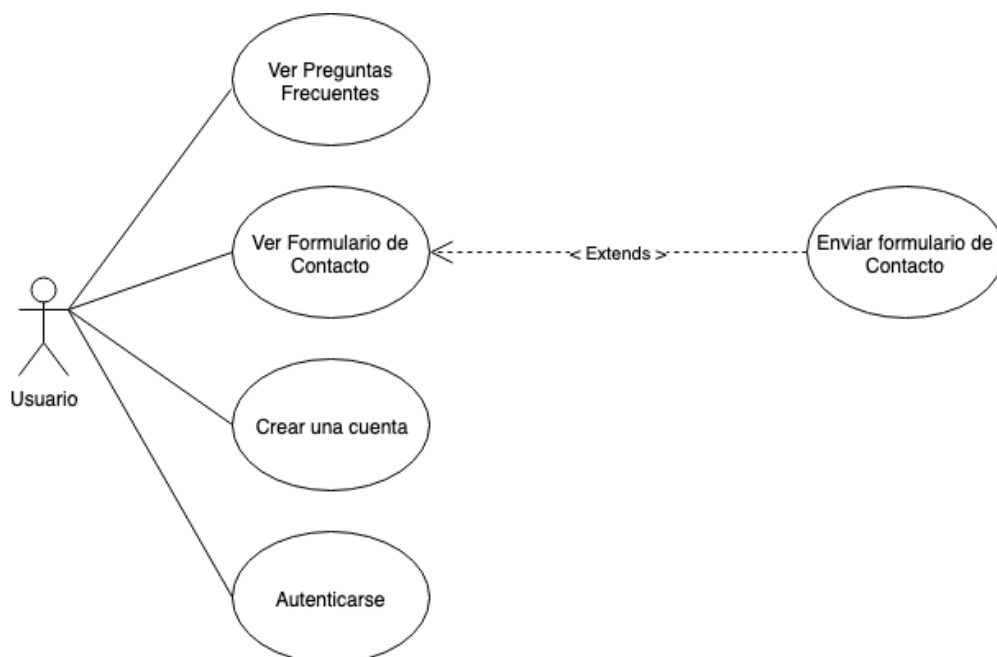 Ver Preguntas
Frecuentes
Ver Formulario de
Contacto
< Extends >
Enviar formulario de
Contacto
Usuario
Crear una cuenta
Autenticarse